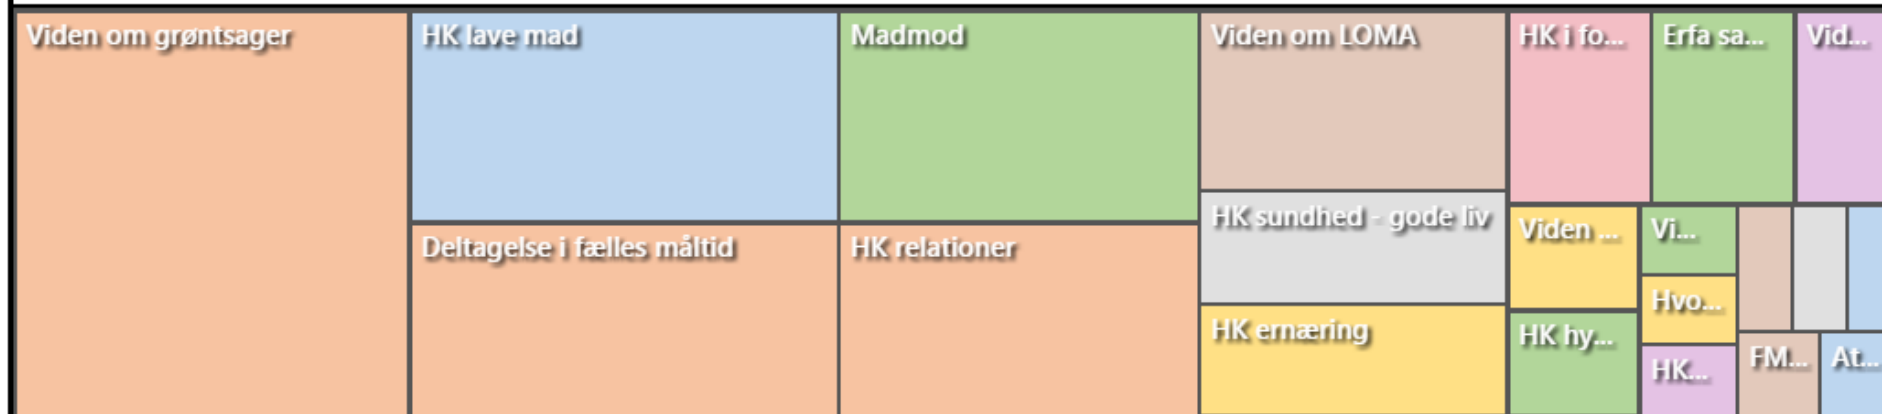 Viden om grøntsager
HK lave mad
Madmod
Viden om LOMA
HK i fo...
Erfa sa...
Vid...
HK sundhed - gode liv
Viden ...
Vi...
Deltagelse i fælles måltid
HK relationer
Hvo...
HK ernæring
HK hy...
HK...
FM...
At...